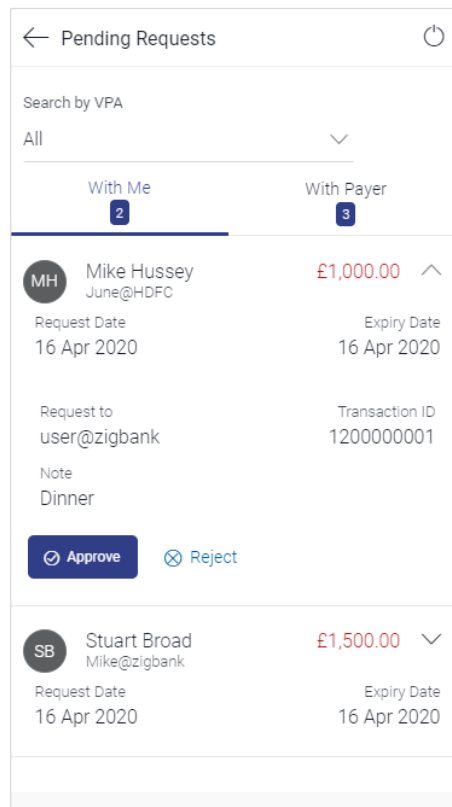 Pending Requests
Search by VPA
All
With Me
2
With Payer
3
MH
Mike Hussey
£1,000.00
June@HDFC
Request Date
Expiry Date
16 Apr 2020
16 Apr 2020
Request to
Transaction ID
user@zigbank
1200000001
Note
Dinner
Approve
Reject
SB
Stuart Broad
£1,500.00
Mike@zigbank
Request Date
Expiry Date
16 Apr 2020
16 Apr 2020